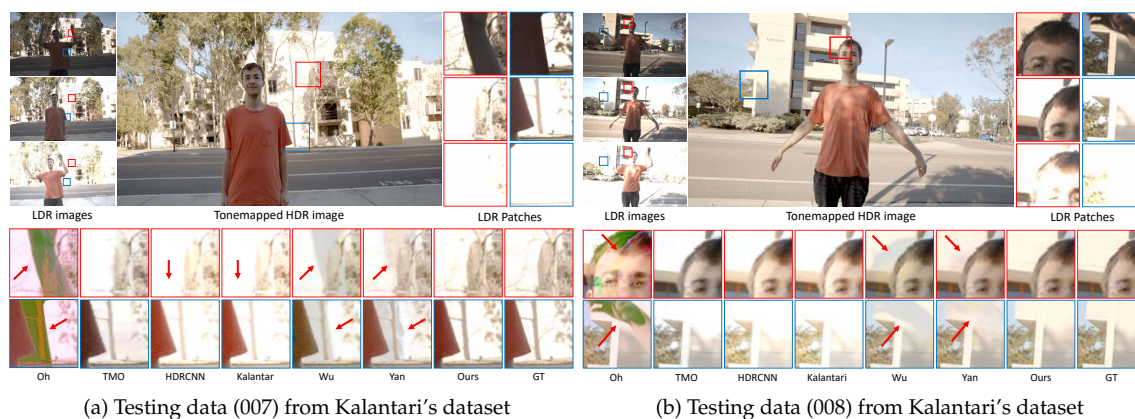 LDR images Tonemapped HDR image LDR Patches
Oh TMO HDRCNN Kalantar Wu Yan Ours GT
(a) Testing data (007) from Kalantari's dataset
LDR images Tonemapped HDR image LDR Patches
Oh TMO HDRCNN Kalantari Wu Yan Ours GT
(b) Testing data (008) from Kalantari's dataset